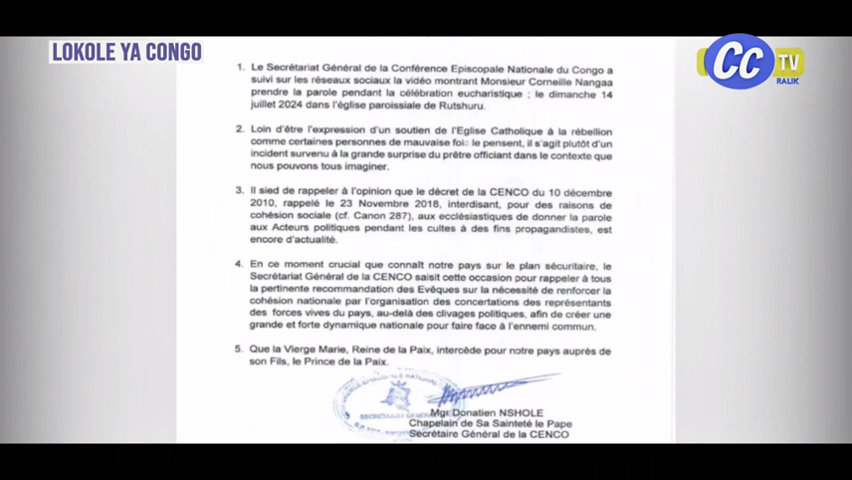 LOKOLE YA CONGO
CC TV
RALIK
1. Le Secrétariat Général de la Conférence Episcopale Nationale du Congo a
suivi sur les réseaux sociaux la vidéo montrant Monsieur Corneille Nangaa
prendre la parole pendant la célébration eucharistique ; le dimanche 14
juillet 2024 dans l'église paroissiale de Rutshuru.
2. Loin d'être l'expression d'un soutien de l'Eglise Catholique à la rébellion
comme certaines personnes de mauvaise foi: le pensent, il s'agit plutôt d'un
incident survenu à la grande surprise du prêtre officiant dans le contexte que
nous pouvons tous imaginer.
3. Il sied de rappeler à l'opinion que le décret de la CENCO du 10 décembre
2010, rappelé le 23 Novembre 2018, interdisant, pour des raisons de
cohésion sociale (cf. Canon 287), aux ecclésiastiques de donner la parole
aux Acteurs politiques pendant les cultes à des fins propagandistes, est
encore d'actualité.
4. En ce moment crucial que connaît notre pays sur le plan sécuritaire, le
Secrétariat Général de la CENCO saisit cette occasion pour rappeler à tous
la pertinente recommandation des Evêques sur la nécessité de renforcer la
cohésion nationale par l'organisation des concertations des représentants
des forces vives du pays, au-delà des clivages politiques, afin de créer une
grande et forte dynamique nationale pour faire face à l'ennemi commun.
5. Que la Vierge Marie, Reine de la Paix, intercède pour notre pays auprès de
son Fils, le Prince de la Paix.
SECRETARIAT GENERAL
Mgr Donatien NSHOLE
Chapelain de Sa Sainteté le Pape
Secrétaire Général de la CENCO